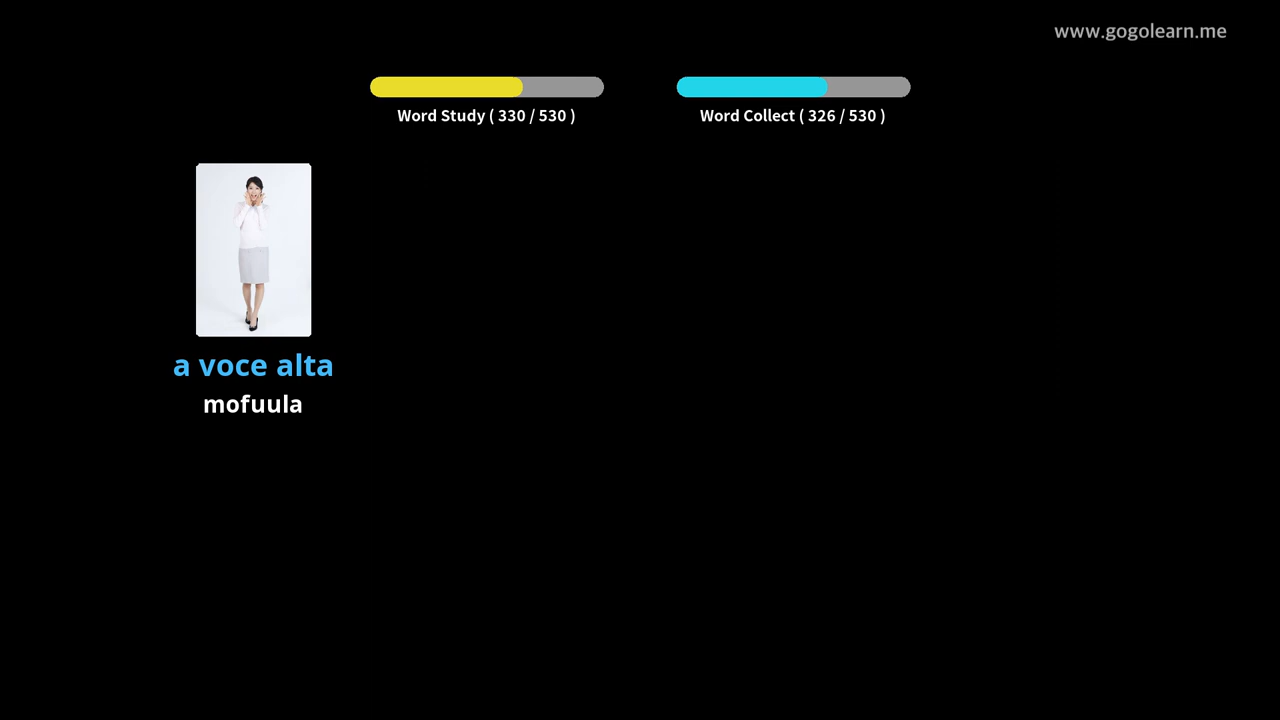 www.gogolearn.me
Word Study ( 330 / 530 )
Word Collect ( 326 / 530 )
a voce alta
mofuula